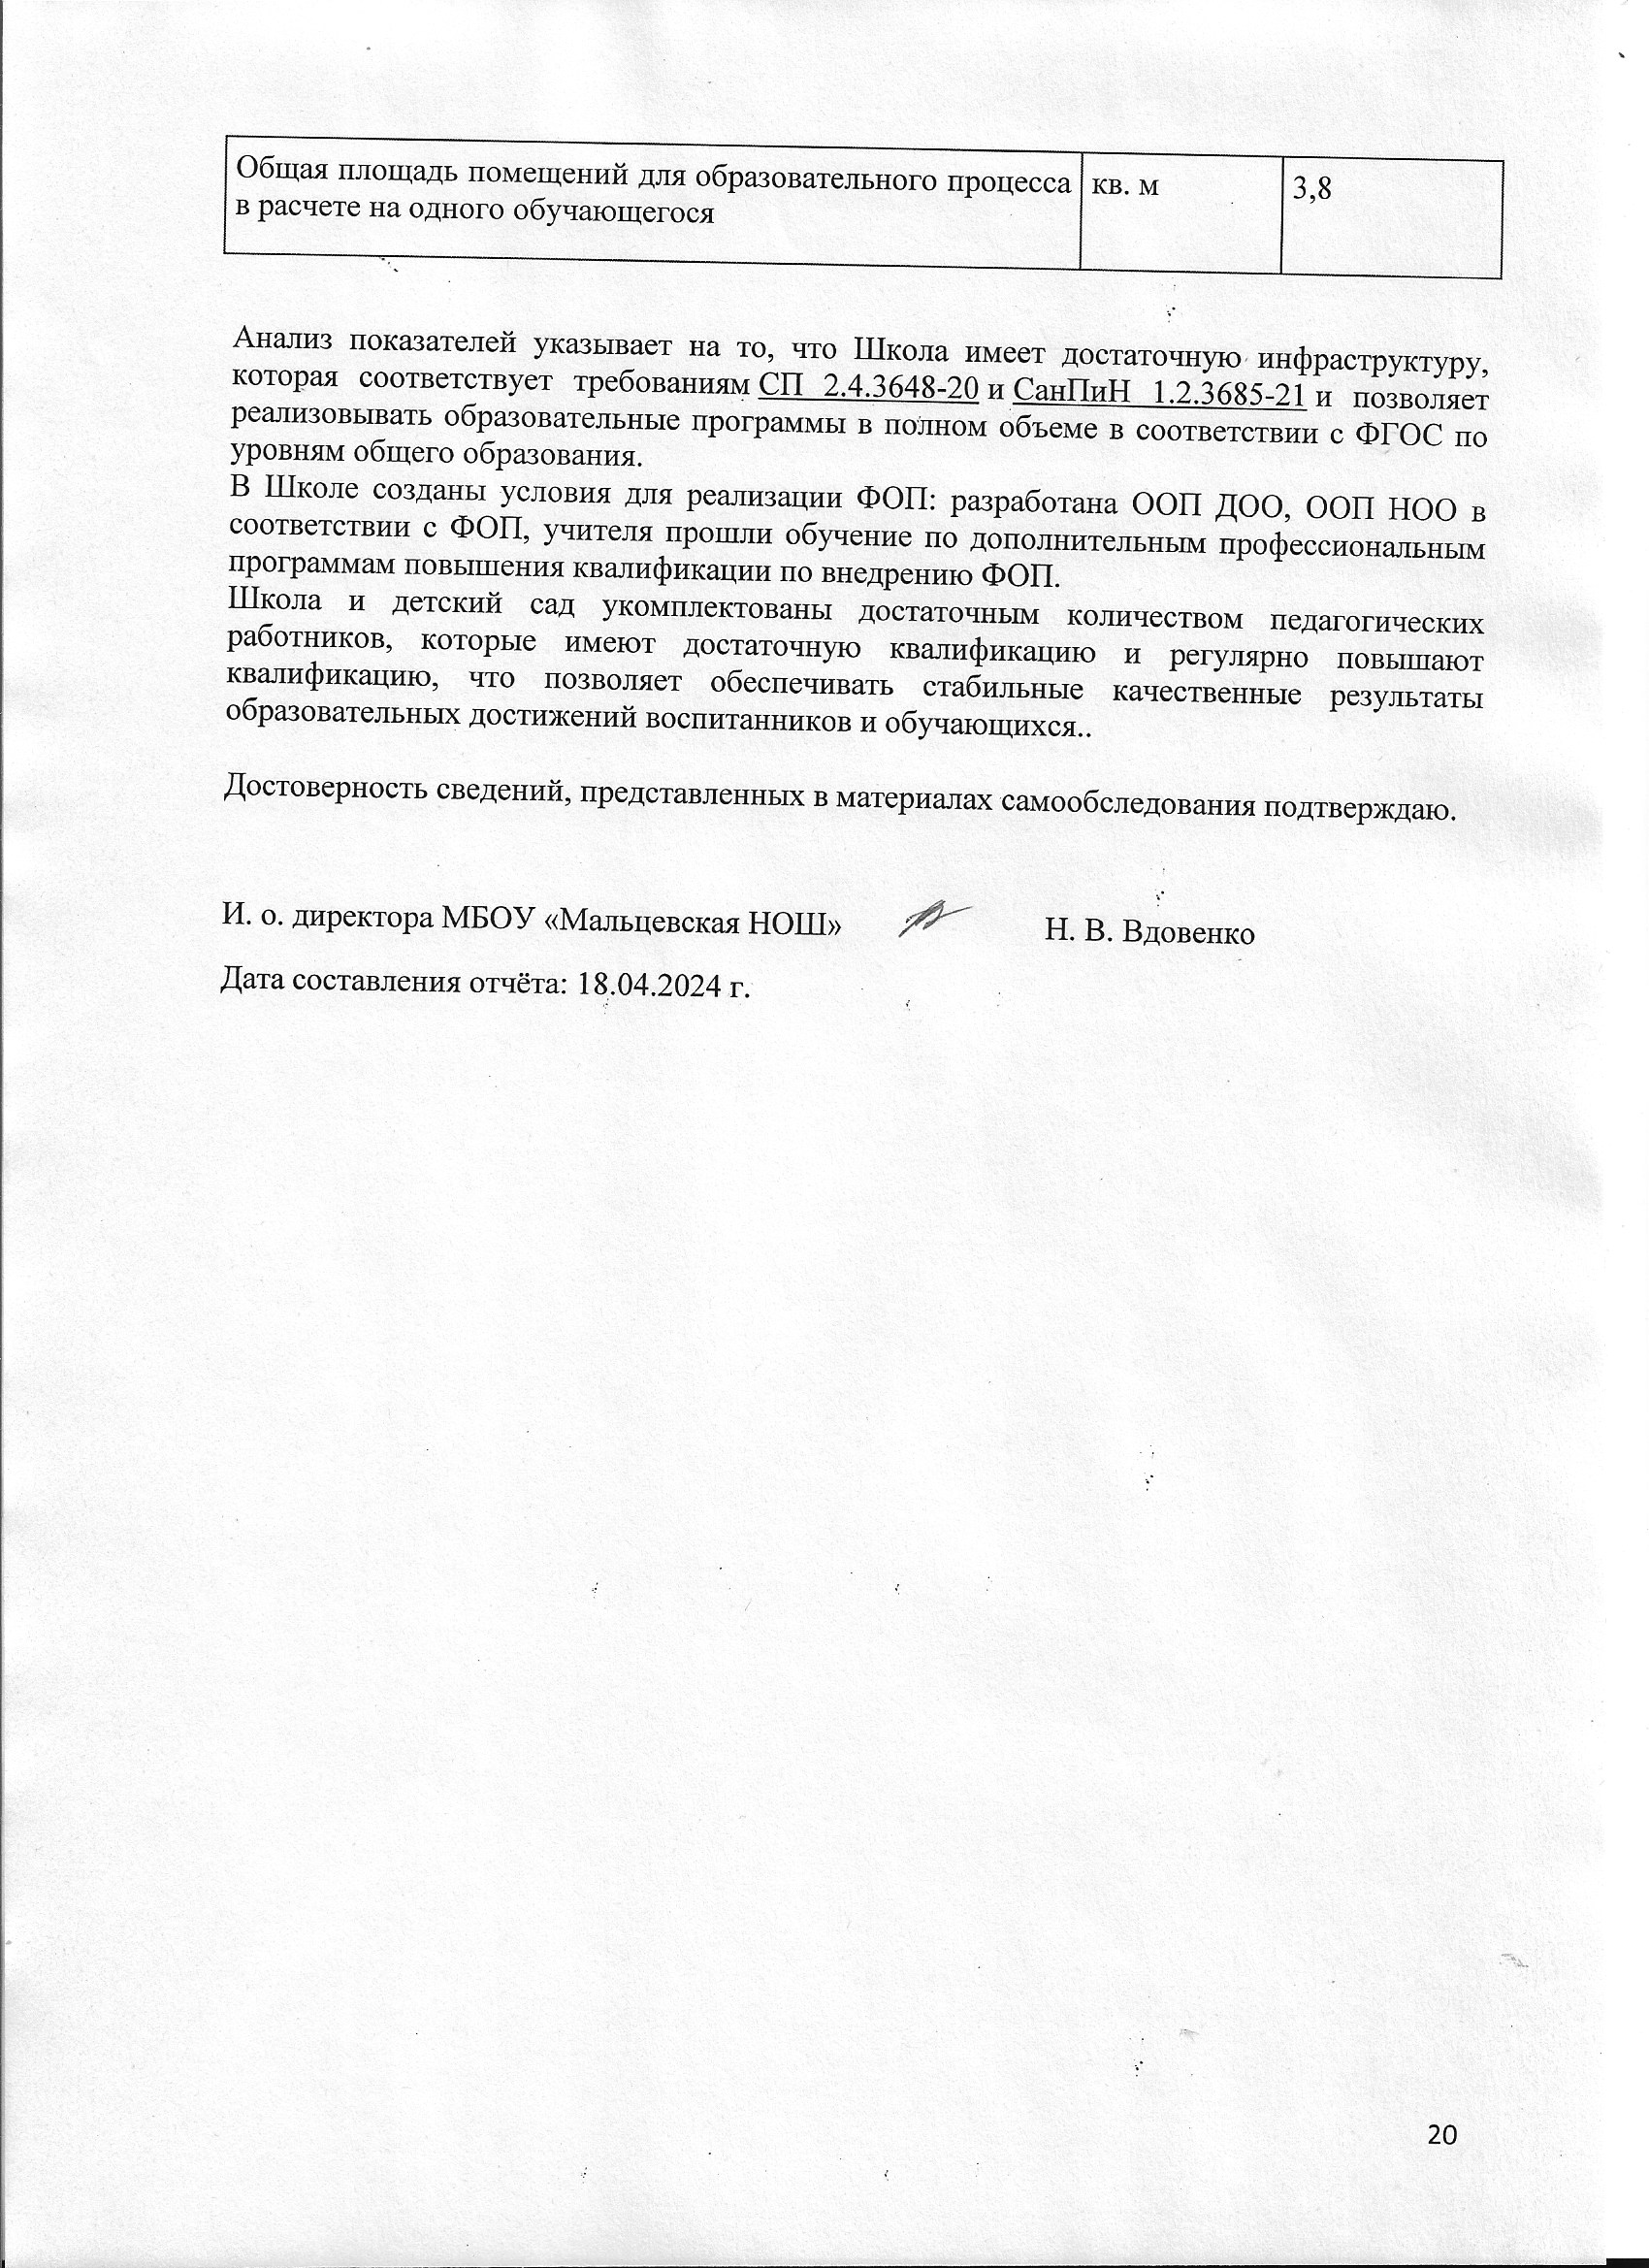 Общая площадь помещений для образовательного процесса кв. м 3,8
в расчете на одного обучающегося
Анализ показателей указывает на то, что Школа имеет достаточную инфраструктуру,
которая соответствует требованиям СП 2.4.3648-20 и СанПиН 1.2.3685-21 и позволяет
реализовывать образовательные программы в полном объеме в соответствии с ФГОС по
уровням общего образования.
В Школе созданы условия для реализации ФОП: разработана ООП ДОО, ООП НОО в
соответствии с ФОП, учителя прошли обучение по дополнительным профессиональным
программам повышения квалификации по внедрению ФОП.
Школа и детский сад укомплектованы достаточным количеством педагогических
работников, которые имеют достаточную квалификацию и регулярно повышают
квалификацию, что позволяет обеспечивать стабильные качественные результаты
образовательных достижений воспитанников и обучающихся..
Достоверность сведений, представленных в материалах самообследования подтверждаю.
И. о. директора МБОУ «Мальцевская НОШ» Н. В. Вдовенко
Дата составления отчёта: 18.04.2024 г.
20